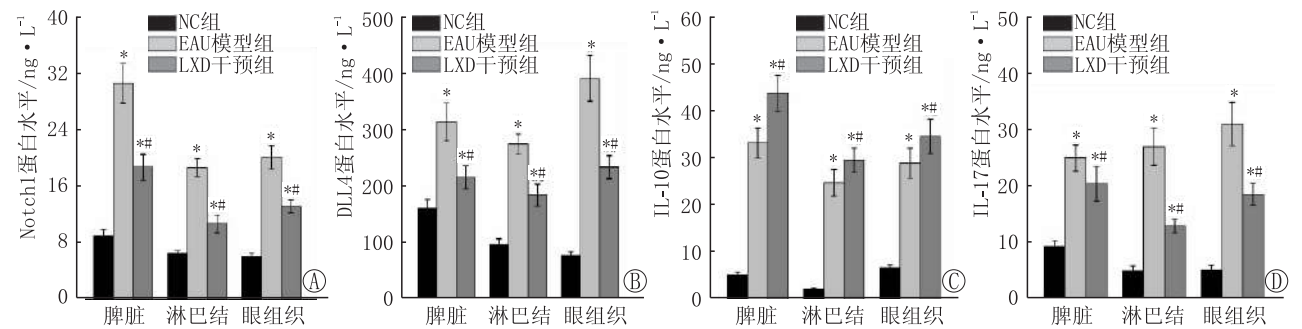 Notch1蛋白水平/ng·L⁻¹
40
32
24
16
8
0
NC组
EAU模型组
LXD干预组
*
*#
*
*#
*
*#
脾脏
淋巴结
眼组织
A
DLL4蛋白水平/ng·L⁻¹
500
400
300
200
100
0
NC组
EAU模型组
LXD干预组
*
*#
*
*#
*
*#
脾脏
淋巴结
眼组织
B
IL-10蛋白水平/ng·L⁻¹
60
50
40
30
20
10
0
NC组
EAU模型组
LXD干预组
*
*#
*
*#
*
*#
脾脏
淋巴结
眼组织
C
IL-17蛋白水平/ng·L⁻¹
50
40
30
20
10
0
NC组
EAU模型组
LXD干预组
*
*#
*
*#
*
*#
脾脏
淋巴结
眼组织
D